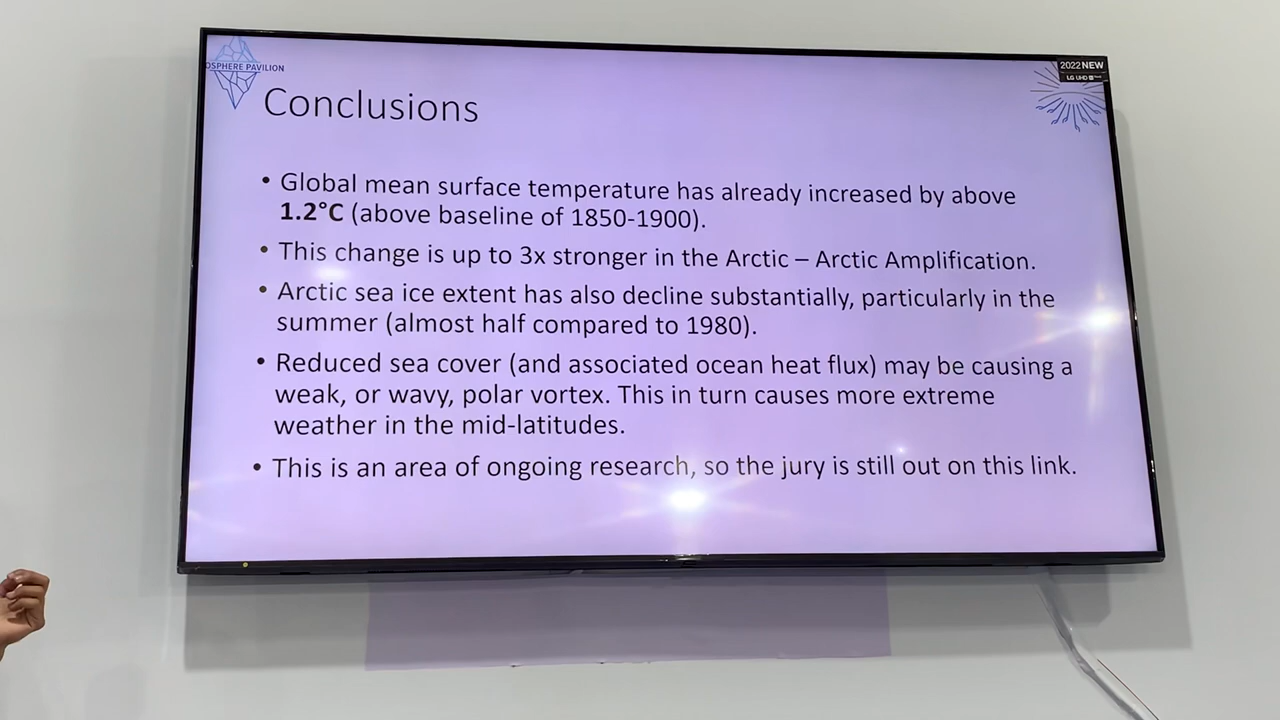 OSPHERE PAVILION
2022 NEW
LG UHD
Conclusions
• Global mean surface temperature has already increased by above
1.2°C (above baseline of 1850-1900).
• This change is up to 3x stronger in the Arctic – Arctic Amplification.
• Arctic sea ice extent has also decline substantially, particularly in the
summer (almost half compared to 1980).
• Reduced sea cover (and associated ocean heat flux) may be causing a
weak, or wavy, polar vortex. This in turn causes more extreme
weather in the mid-latitudes.
• This is an area of ongoing research, so the jury is still out on this link.